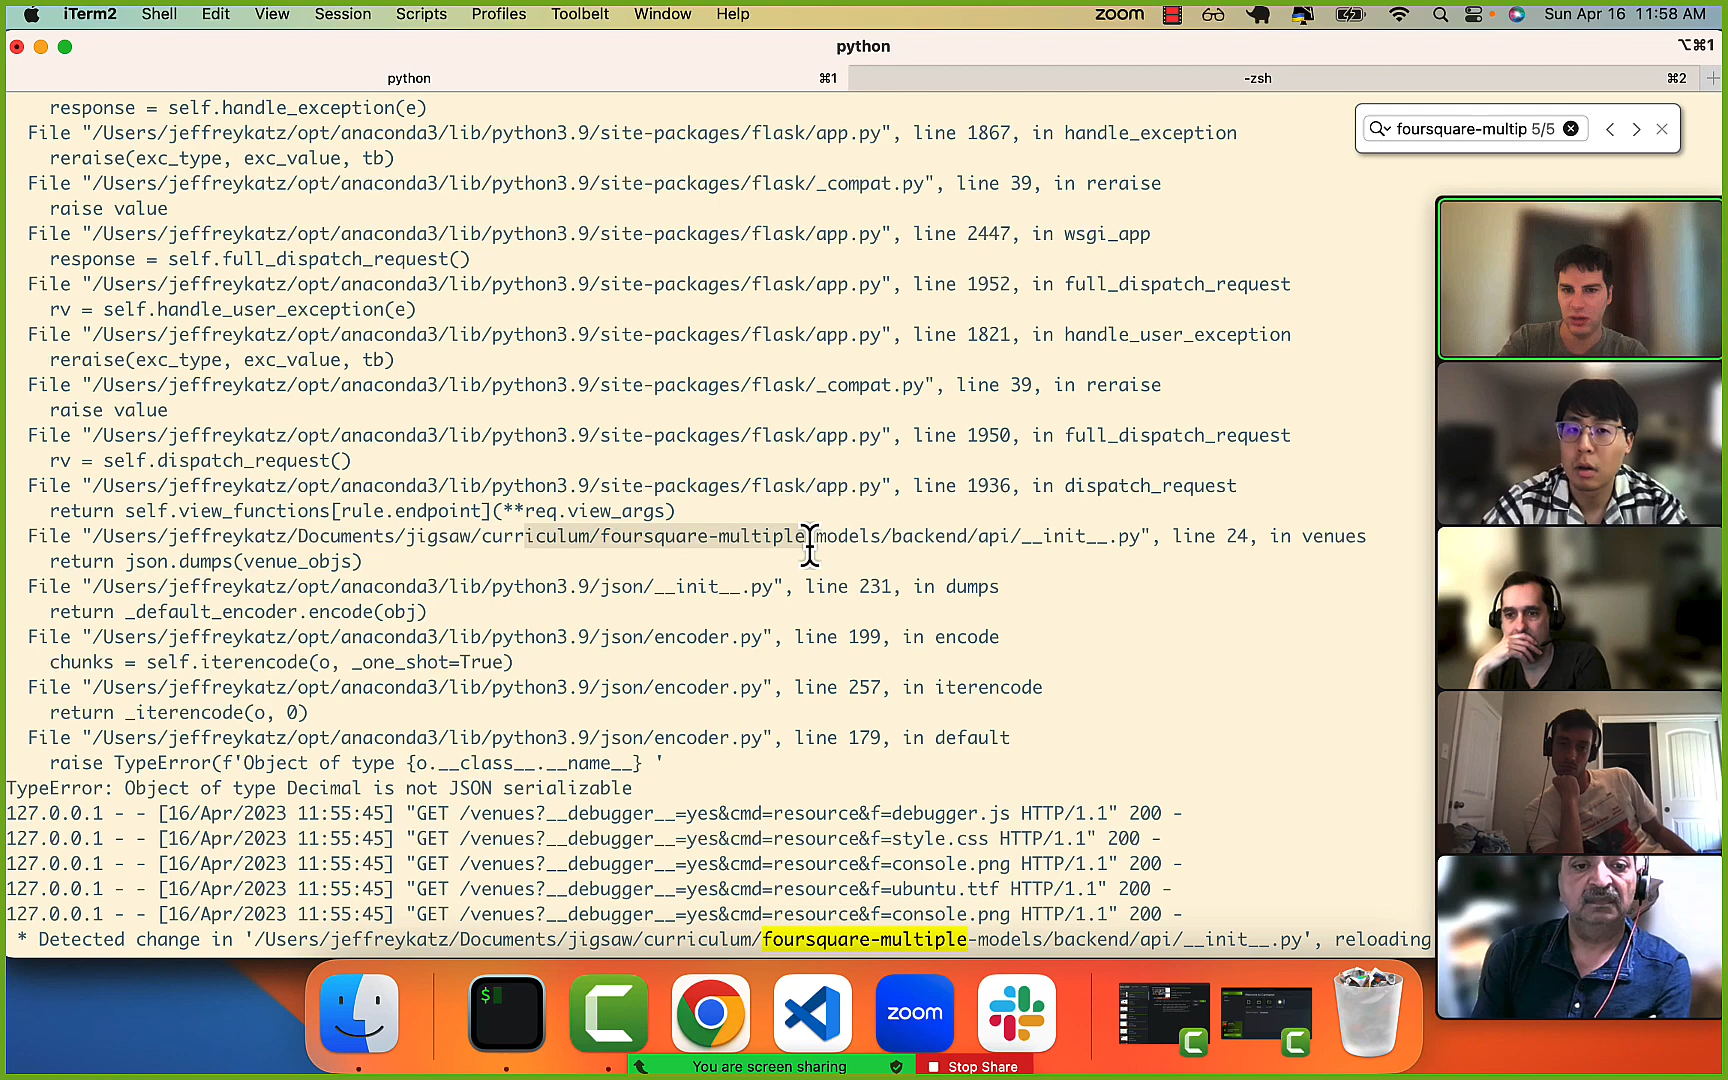 iTerm2 Shell Edit View Session Scripts Profiles Toolbelt Window Help zoom Sun Apr 16 11:58 AM
python ⌥⌘1
python ⌘1 -zsh ⌘2
foursquare-multip 5/5
response = self.handle_exception(e)
File "/Users/jeffreykatz/opt/anaconda3/lib/python3.9/site-packages/flask/app.py", line 1867, in handle_exception
reraise(exc_type, exc_value, tb)
File "/Users/jeffreykatz/opt/anaconda3/lib/python3.9/site-packages/flask/_compat.py", line 39, in reraise
raise value
File "/Users/jeffreykatz/opt/anaconda3/lib/python3.9/site-packages/flask/app.py", line 2447, in wsgi_app
response = self.full_dispatch_request()
File "/Users/jeffreykatz/opt/anaconda3/lib/python3.9/site-packages/flask/app.py", line 1952, in full_dispatch_request
rv = self.handle_user_exception(e)
File "/Users/jeffreykatz/opt/anaconda3/lib/python3.9/site-packages/flask/app.py", line 1821, in handle_user_exception
reraise(exc_type, exc_value, tb)
File "/Users/jeffreykatz/opt/anaconda3/lib/python3.9/site-packages/flask/_compat.py", line 39, in reraise
raise value
File "/Users/jeffreykatz/opt/anaconda3/lib/python3.9/site-packages/flask/app.py", line 1950, in full_dispatch_request
rv = self.dispatch_request()
File "/Users/jeffreykatz/opt/anaconda3/lib/python3.9/site-packages/flask/app.py", line 1936, in dispatch_request
return self.view_functions[rule.endpoint](**req.view_args)
File "/Users/jeffreykatz/Documents/jigsaw/curriculum/foursquare-multiple-models/backend/api/__init__.py", line 24, in venues
return json.dumps(venue_objs)
File "/Users/jeffreykatz/opt/anaconda3/lib/python3.9/json/__init__.py", line 231, in dumps
return _default_encoder.encode(obj)
File "/Users/jeffreykatz/opt/anaconda3/lib/python3.9/json/encoder.py", line 199, in encode
chunks = self.iterencode(o, _one_shot=True)
File "/Users/jeffreykatz/opt/anaconda3/lib/python3.9/json/encoder.py", line 257, in iterencode
return _iterencode(o, 0)
File "/Users/jeffreykatz/opt/anaconda3/lib/python3.9/json/encoder.py", line 179, in default
raise TypeError(f'Object of type {o.__class__.__name__} '
TypeError: Object of type Decimal is not JSON serializable
127.0.0.1 - - [16/Apr/2023 11:55:45] "GET /venues?__debugger__=yes&cmd=resource&f=debugger.js HTTP/1.1" 200 -
127.0.0.1 - - [16/Apr/2023 11:55:45] "GET /venues?__debugger__=yes&cmd=resource&f=style.css HTTP/1.1" 200 -
127.0.0.1 - - [16/Apr/2023 11:55:45] "GET /venues?__debugger__=yes&cmd=resource&f=console.png HTTP/1.1" 200 -
127.0.0.1 - - [16/Apr/2023 11:55:45] "GET /venues?__debugger__=yes&cmd=resource&f=ubuntu.ttf HTTP/1.1" 200 -
127.0.0.1 - - [16/Apr/2023 11:55:45] "GET /venues?__debugger__=yes&cmd=resource&f=console.png HTTP/1.1" 200 -
* Detected change in '/Users/jeffreykatz/Documents/jigsaw/curriculum/foursquare-multiple-models/backend/api/__init__.py', reloading
$
zoom
You are screen sharing Stop Share